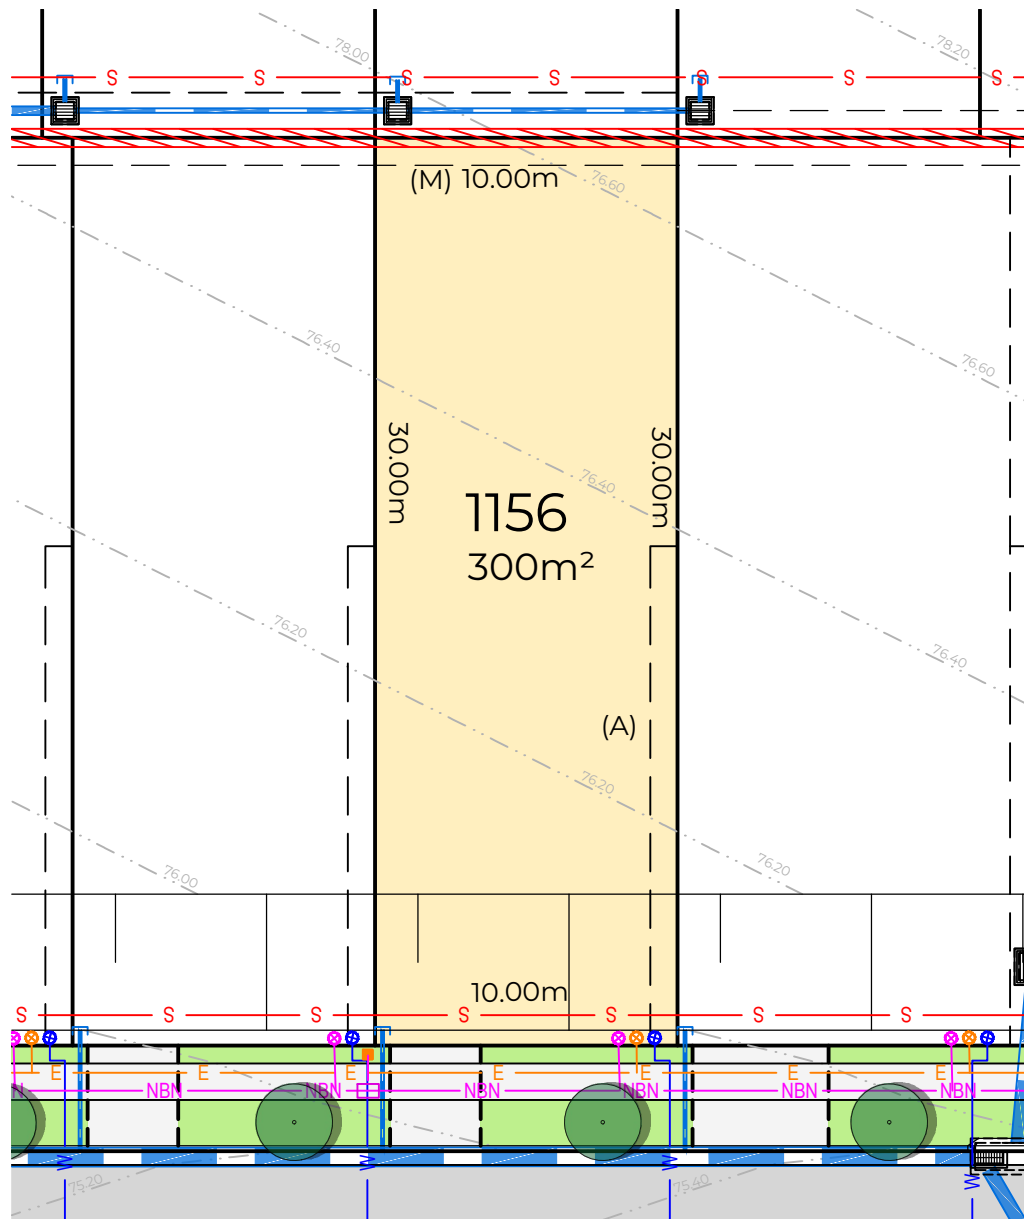 78.00
78.20
S S S S S S S
(M) 10.00m
76.60
76.40
76.60
30.00m
30.00m
1156
76.40
300m²
76.20
76.40
(A)
76.20
76.00
76.20
10.00m
S S S S S S S
E E E E E E E
N NBN NBN NBN NBN NBN NBN
W W W W
75.20
75.40